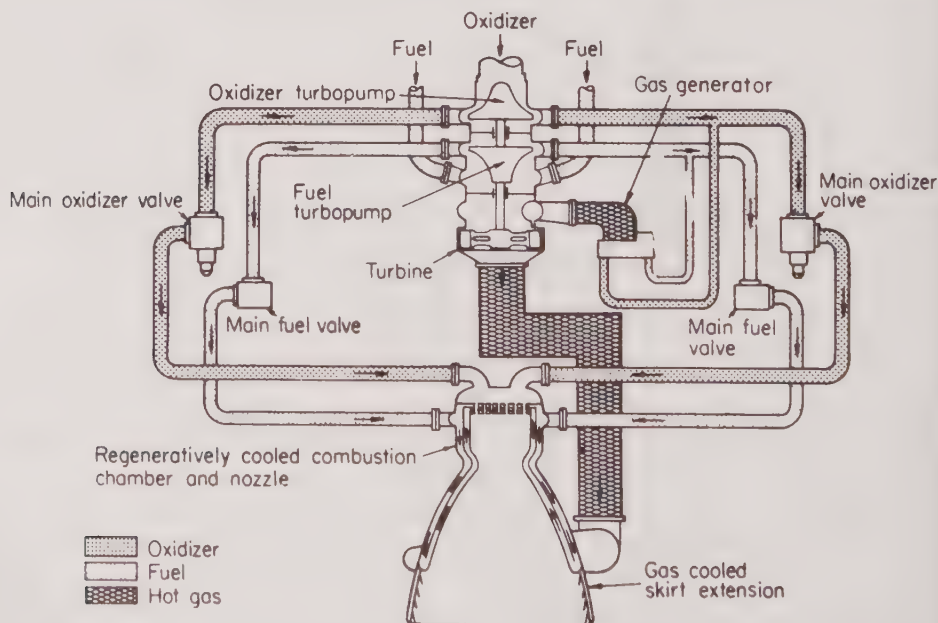 Oxidizer
Fuel
Fuel
Oxidizer turbopump
Gas generator
Main oxidizer valve
Main oxidizer
valve
Fuel
turbopump
Turbine
Main fuel valve
Main fuel
valve
Regeneratively cooled combustion
chamber and nozzle
Oxidizer
Fuel
Hot gas
Gas cooled
skirt extension